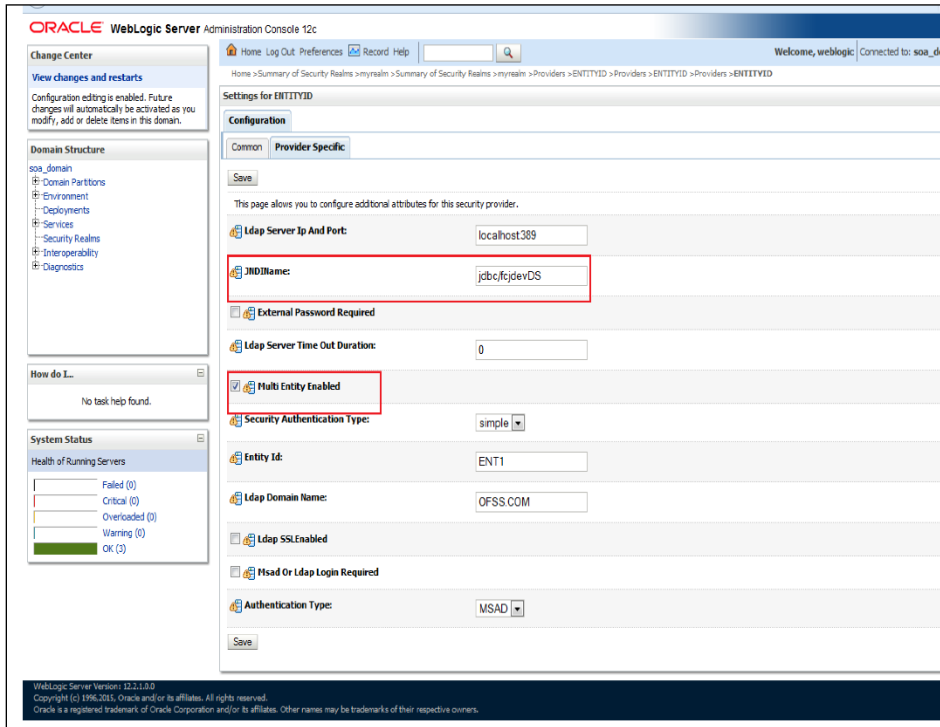 ORACLE WebLogic Server Administration Console 12c
Change Center
View changes and restarts
Configuration editing is enabled. Future
changes will automatically be activated as you
modify, add or delete items in this domain.
Domain Structure
soa_domain
Domain Partitions
Environment
Deployments
Services
Security Realms
Interoperability
Diagnostics
How do I...
No task help found.
System Status
Health of Running Servers
Failed (0)
Critical (0)
Overloaded (0)
Warning (0)
OK (3)
Home Log Out Preferences Record Help
Welcome, weblogic Connected to: soa_do
Home >Summary of Security Realms >myrealm >Summary of Security Realms >myrealm >Providers >ENTITYID >Providers >ENTITYID >Providers >ENTITYID
Settings for ENTITYID
Configuration
Common Provider Specific
Save
This page allows you to configure additional attributes for this security provider.
Ldap Server Ip And Port: localhost389
JNDIName: jdbc/fcjdevDS
External Password Required
Ldap Server Time Out Duration: 0
Multi Entity Enabled
Security Authentication Type: simple
Entity Id: ENT1
Ldap Domain Name: OFSS.COM
Ldap SSLEnabled
Msad Or Ldap Login Required
Authentication Type: MSAD
Save
WebLogic Server Version: 12.2.1.0.0
Copyright (c) 1996,2015, Oracle and/or its affiliates. All rights reserved.
Oracle is a registered trademark of Oracle Corporation and/or its affiliates. Other names may be trademarks of their respective owners.